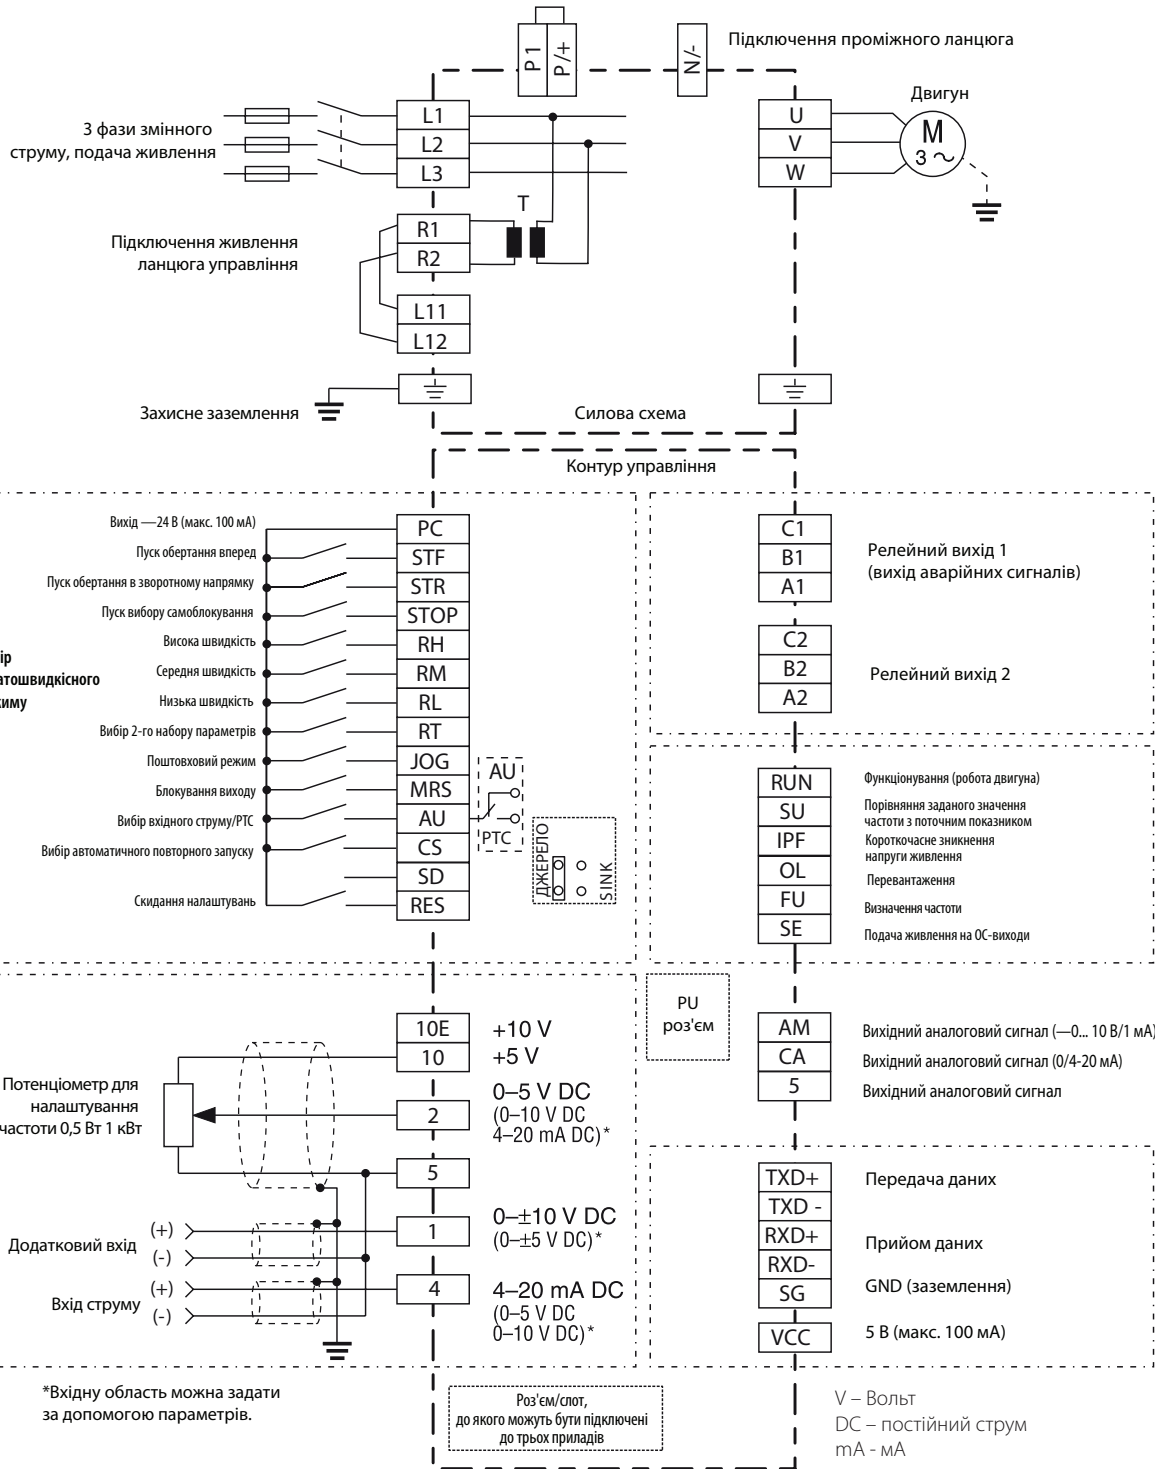 P 1
P/+
N/-
Підключення проміжного ланцюга
3 фази змінного
струму, подача живлення
L1
L2
L3
U
V
W
Двигун
M
3 ~
Підключення живлення
ланцюга управління
R1
R2
T
L11
L12
Захисне заземлення
Силова схема
Контур управління
Вихід —24 В (макс. 100 мА)
PC
Пуск обертання вперед
STF
Пуск обертання в зворотному напрямку
STR
Пуск вибору самоблокування
STOP
ір
атошвидкісного
жиму
Висока швидкість
RH
Середня швидкість
RM
Низька швидкість
RL
Вибір 2-го набору параметрів
RT
Поштовховий режим
JOG
Блокування виходу
MRS
Вибір вхідного струму/PTC
AU
Вибір автоматичного повторного запуску
CS
SD
Скидання налаштувань
RES
AU
PTC
ДЖЕРЕЛО
SINK
C1
B1
A1
Релейний вихід 1
(вихід аварійних сигналів)
C2
B2
A2
Релейний вихід 2
RUN
Функціонування (робота двигуна)
SU
Порівняння заданого значення
частоти з поточним показником
IPF
Короткочасне зникнення
напруги живлення
OL
Перевантаження
FU
Визначення частоти
SE
Подача живлення на ОС-виходи
PU
роз'єм
10E
+10 V
10
+5 V
Потенціометр для
налаштування
частоти 0,5 Вт 1 кВт
2
0–5 V DC
(0–10 V DC
4–20 mA DC)*
5
Додатковий вхід
(+)
(-)
1
0–±10 V DC
(0–±5 V DC)*
Вхід струму
(+)
(-)
4
4–20 mA DC
(0–5 V DC
0–10 V DC)*
AM
Вихідний аналоговий сигнал (—0... 10 В/1 мА)
CA
Вихідний аналоговий сигнал (0/4-20 мА)
5
Вихідний аналоговий сигнал
TXD+
Передача даних
TXD -
RXD+
Прийом даних
RXD-
SG
GND (заземлення)
VCC
5 В (макс. 100 мА)
*Вхідну область можна задати
за допомогою параметрів.
Роз'єм/слот,
до якого можуть бути підключені
до трьох приладів
V – Вольт
DC – постійний струм
mA - мА